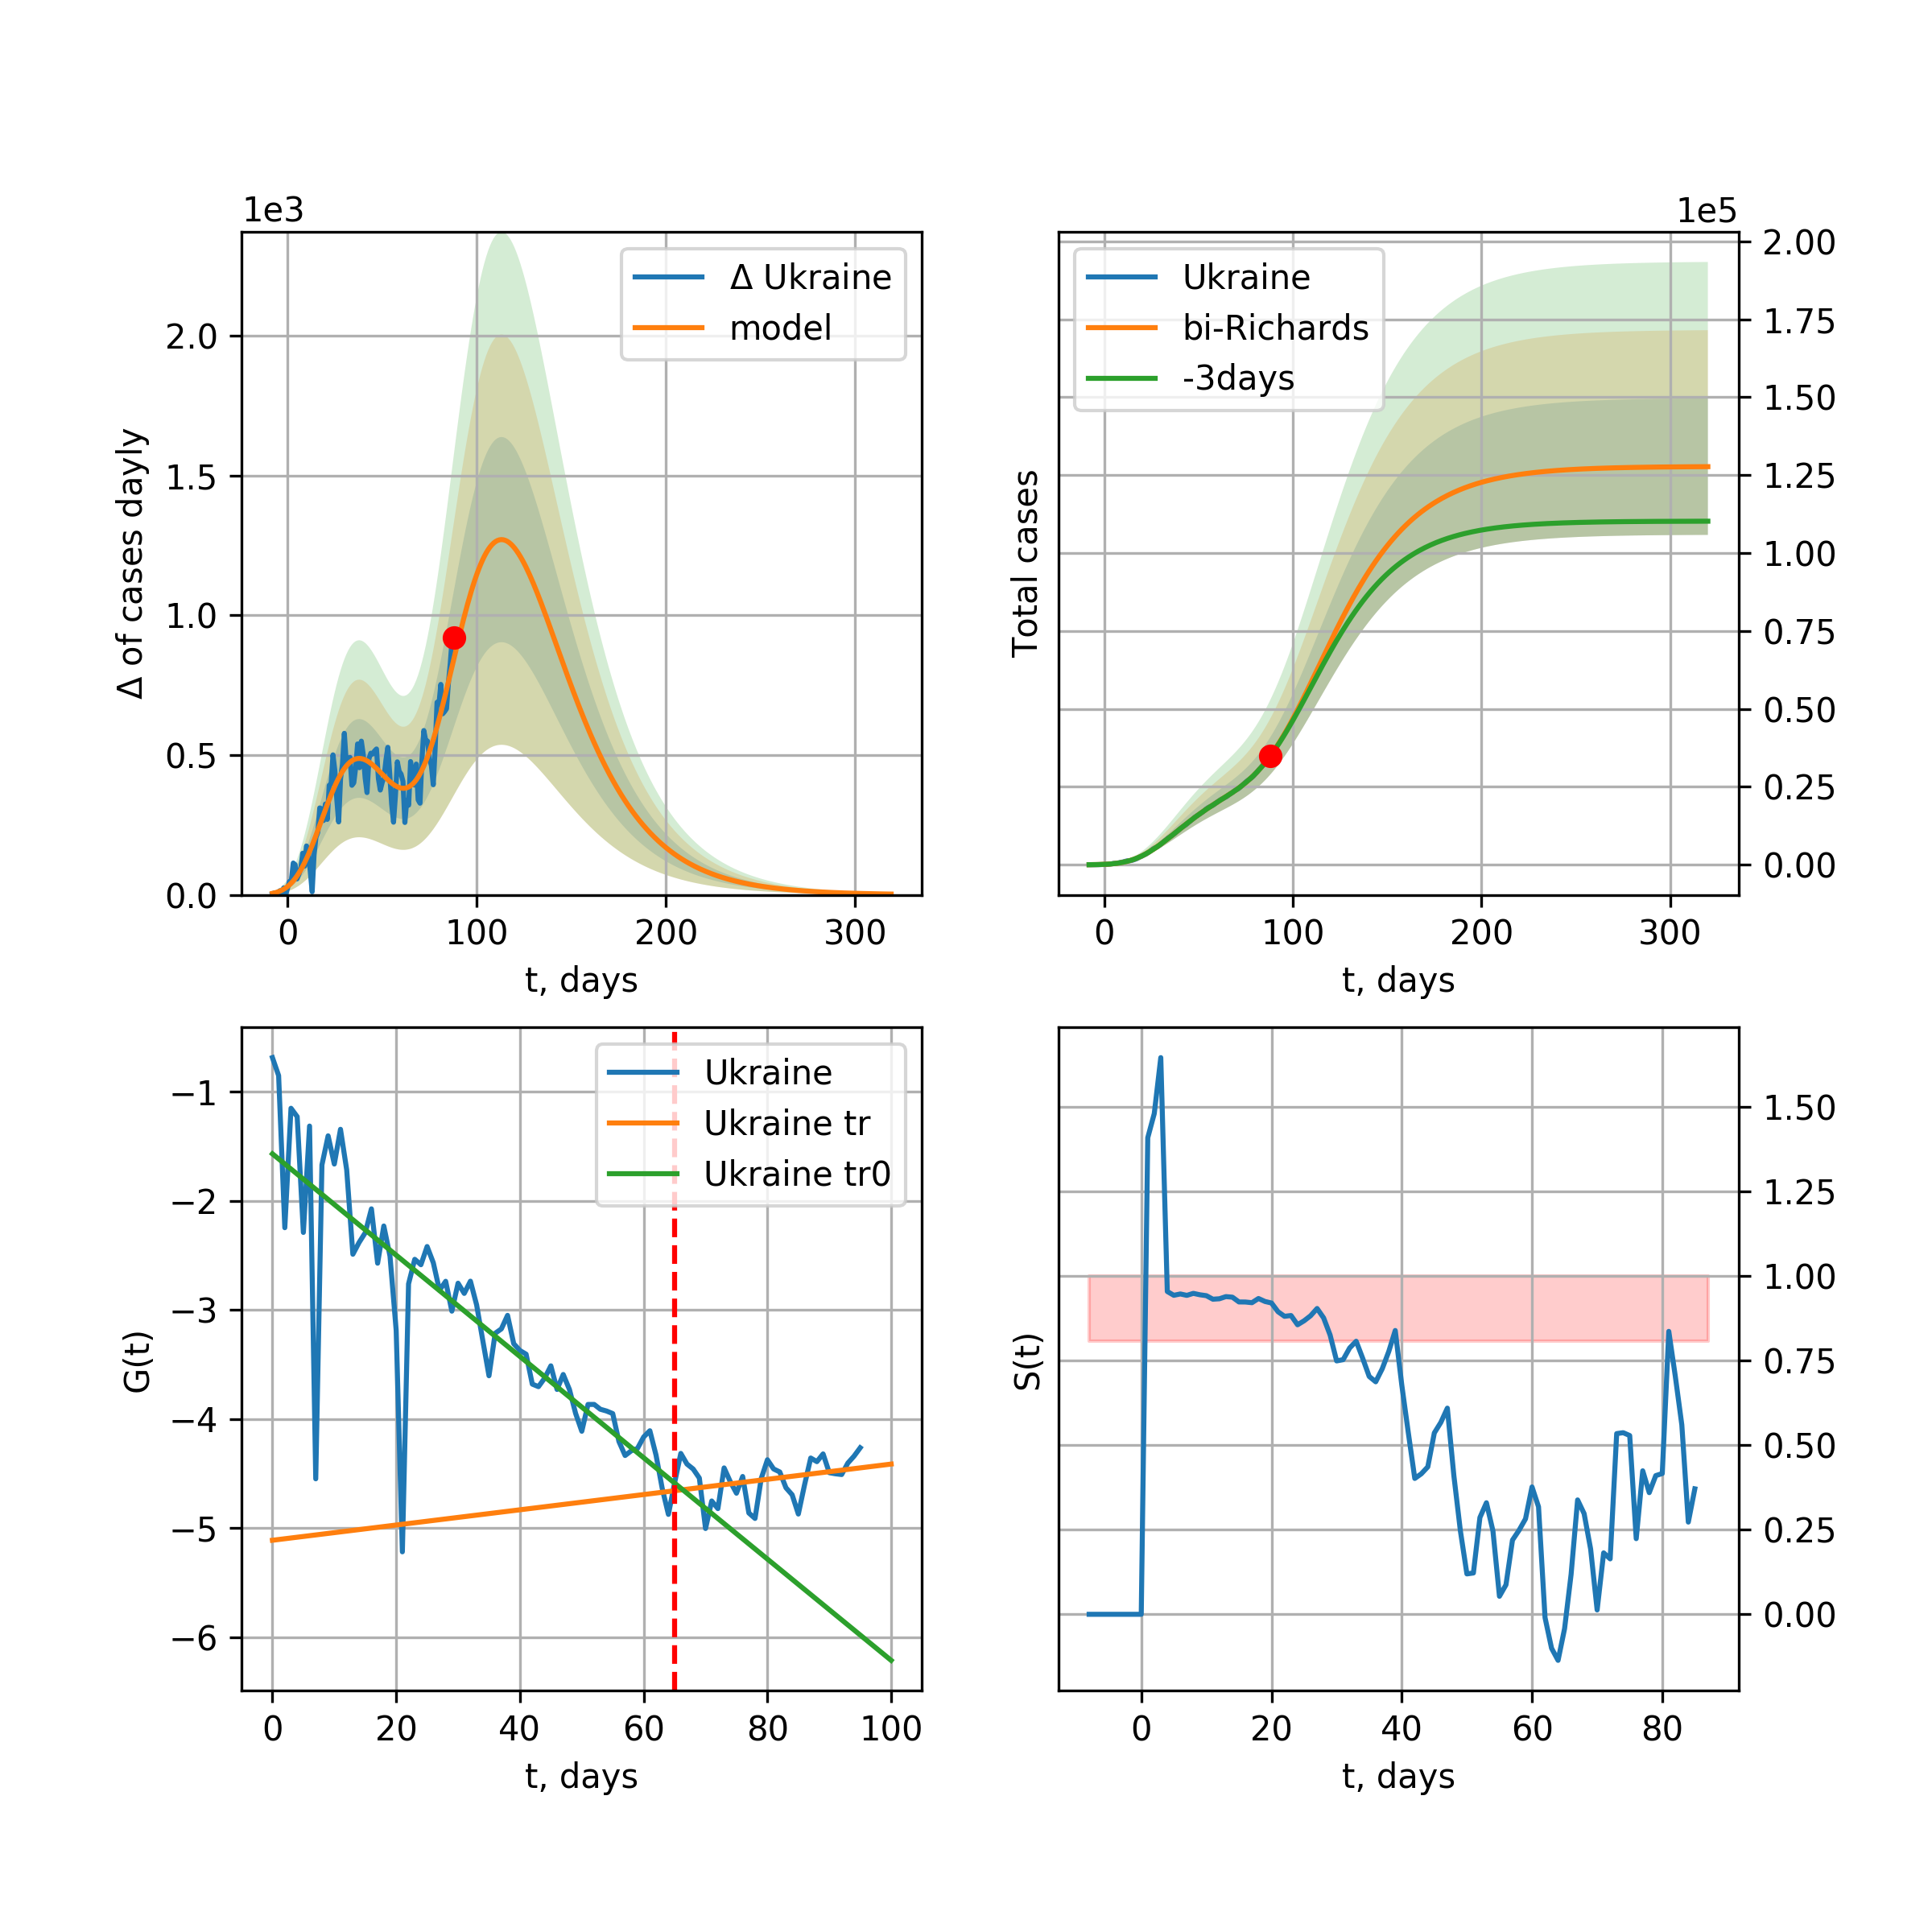 1e3
2.0
1.5
1.0
0.5
0.0
Δ of cases dayly
Δ Ukraine
model
0 100 200 300
t, days
1e5
Total cases
Ukraine
bi-Richards
-3days
2.00
1.75
1.50
1.25
1.00
0.75
0.50
0.25
0.00
0 100 200 300
t, days
−1
−2
−3
−4
−5
−6
G(t)
Ukraine
Ukraine tr
Ukraine tr0
0 20 40 60 80 100
t, days
S(t)
1.50
1.25
1.00
0.75
0.50
0.25
0.00
0 20 40 60 80
t, days